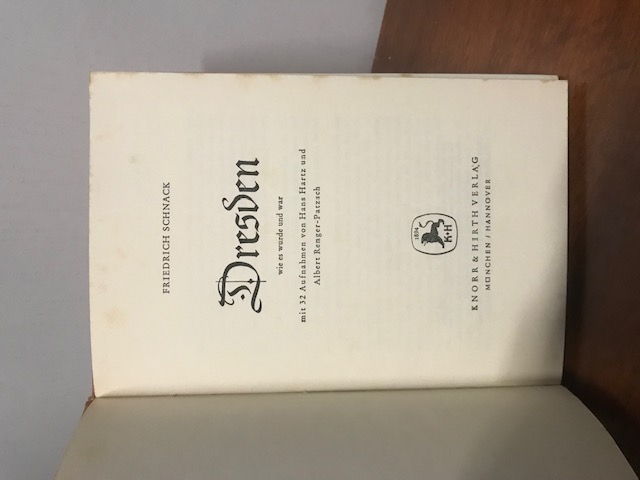 FRIEDRICH SCHNACK
Dresden
wie es wurde und war
mit 32 Aufnahmen von Hans Hartz und
Albert Renger-Patzsch
1894
K+H
KNORR & HIRTH VERLAG
MÜNCHEN / HANNOVER